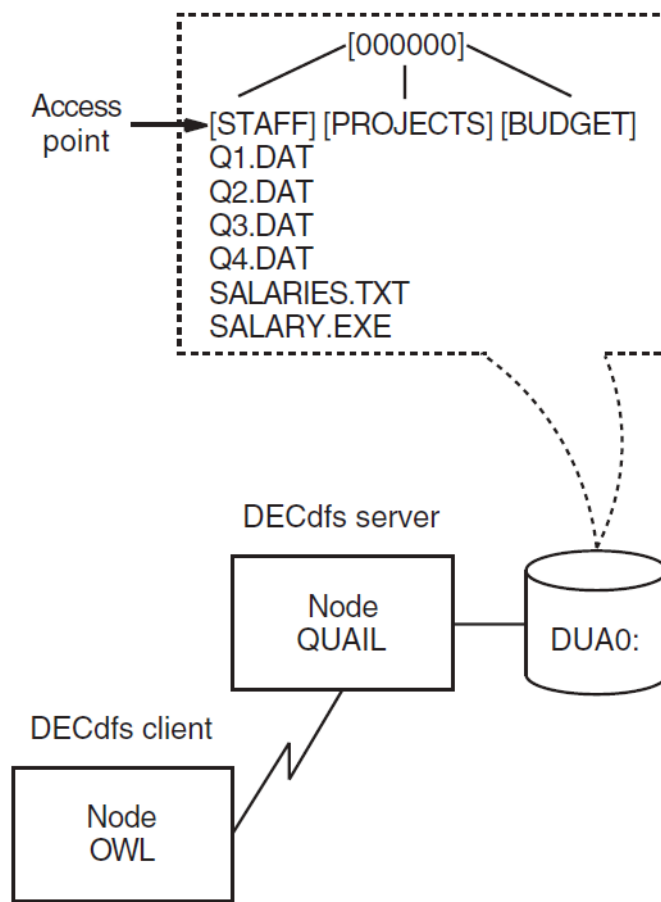 [000000]
Access
point
[STAFF] [PROJECTS] [BUDGET]
Q1.DAT
Q2.DAT
Q3.DAT
Q4.DAT
SALARIES.TXT
SALARY.EXE
DECdfs server
Node
QUAIL
DUA0:
DECdfs client
Node
OWL